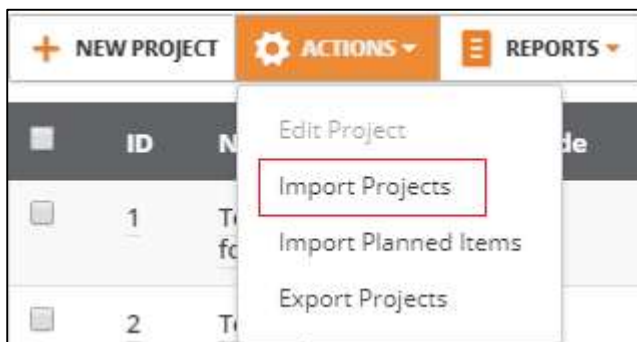 NEW PROJECT ACTIONS REPORTS
ID
Edit Project
Import Projects
1
Import Planned Items
Export Projects
2